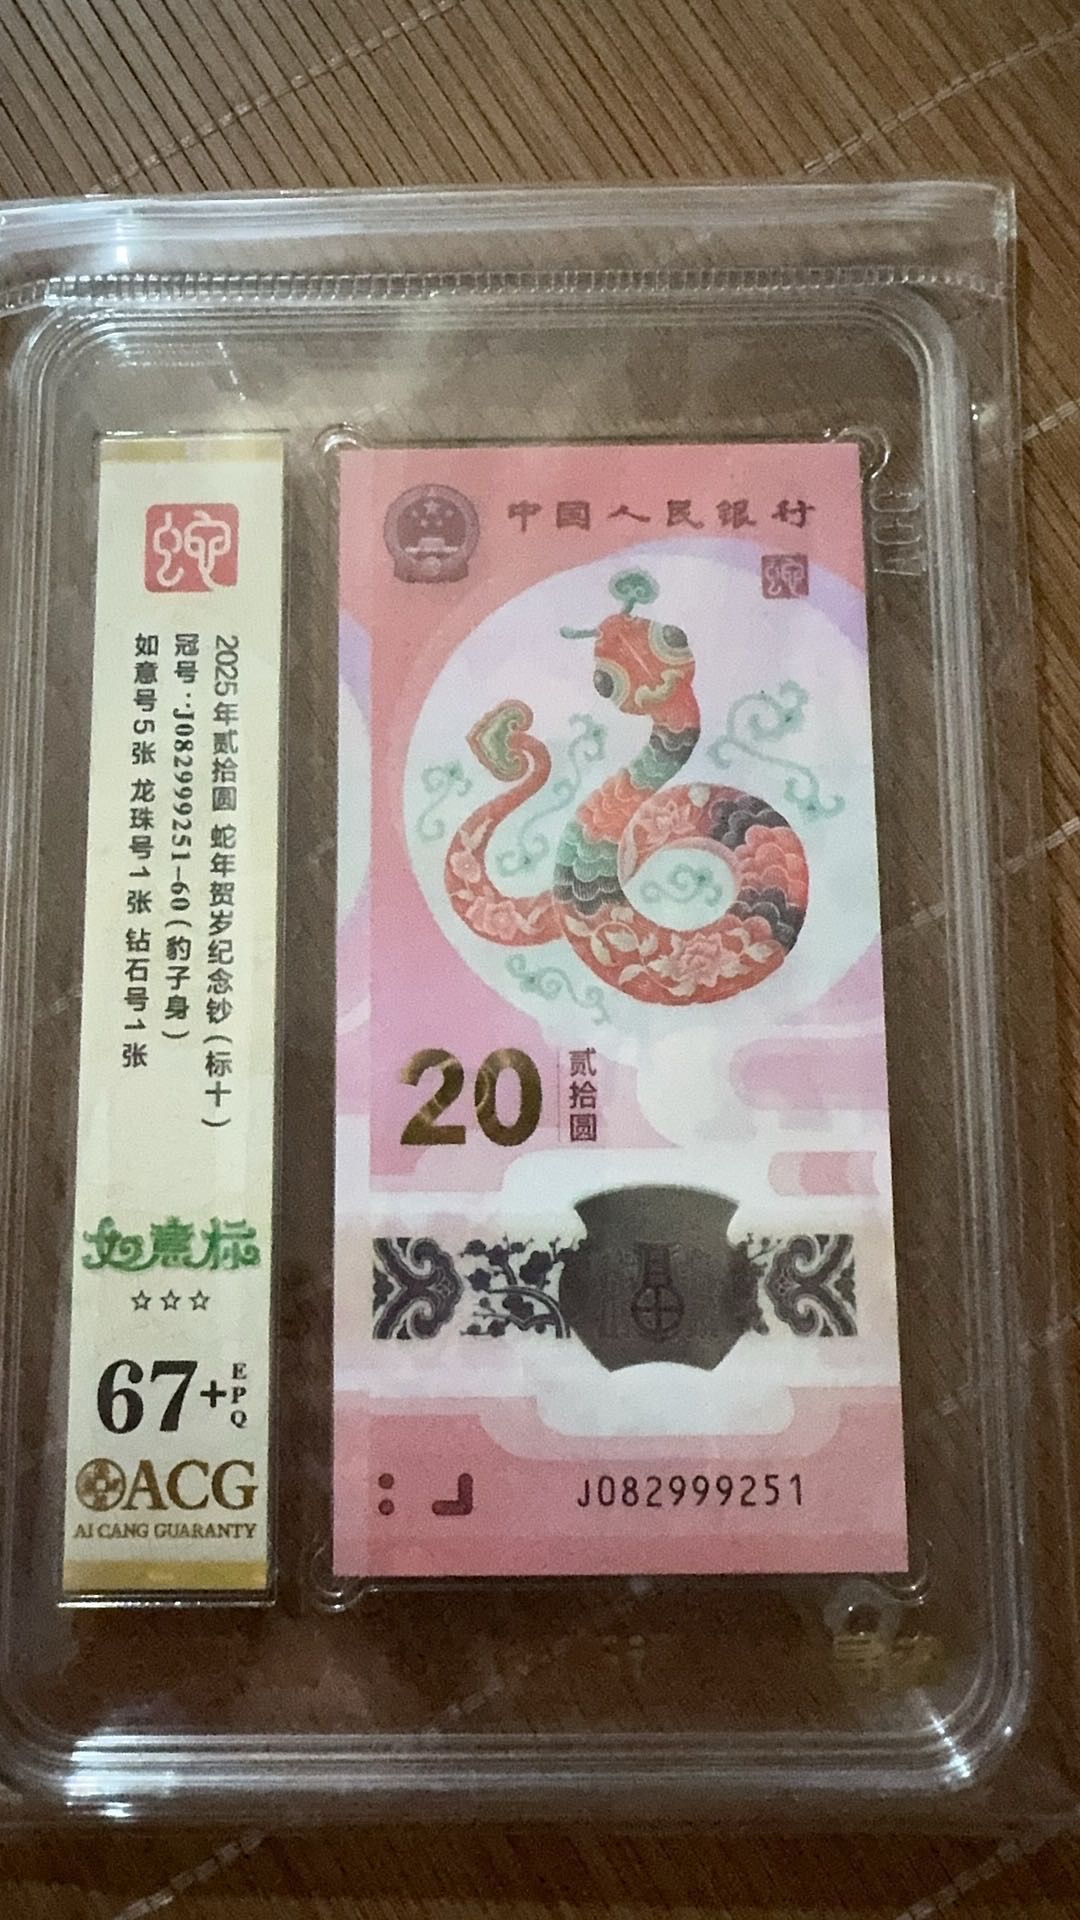 蛇
2025年贰拾圆 蛇年贺岁纪念钞（标十）
冠号：J082999251-60（豹子身）
如意号5张 龙珠号1张 钻石号1张
如意标
☆☆☆
67+EPQ
ACG
AI CANG GUARANTY
中国人民银行
蛇
20
贰拾圆
J082999251